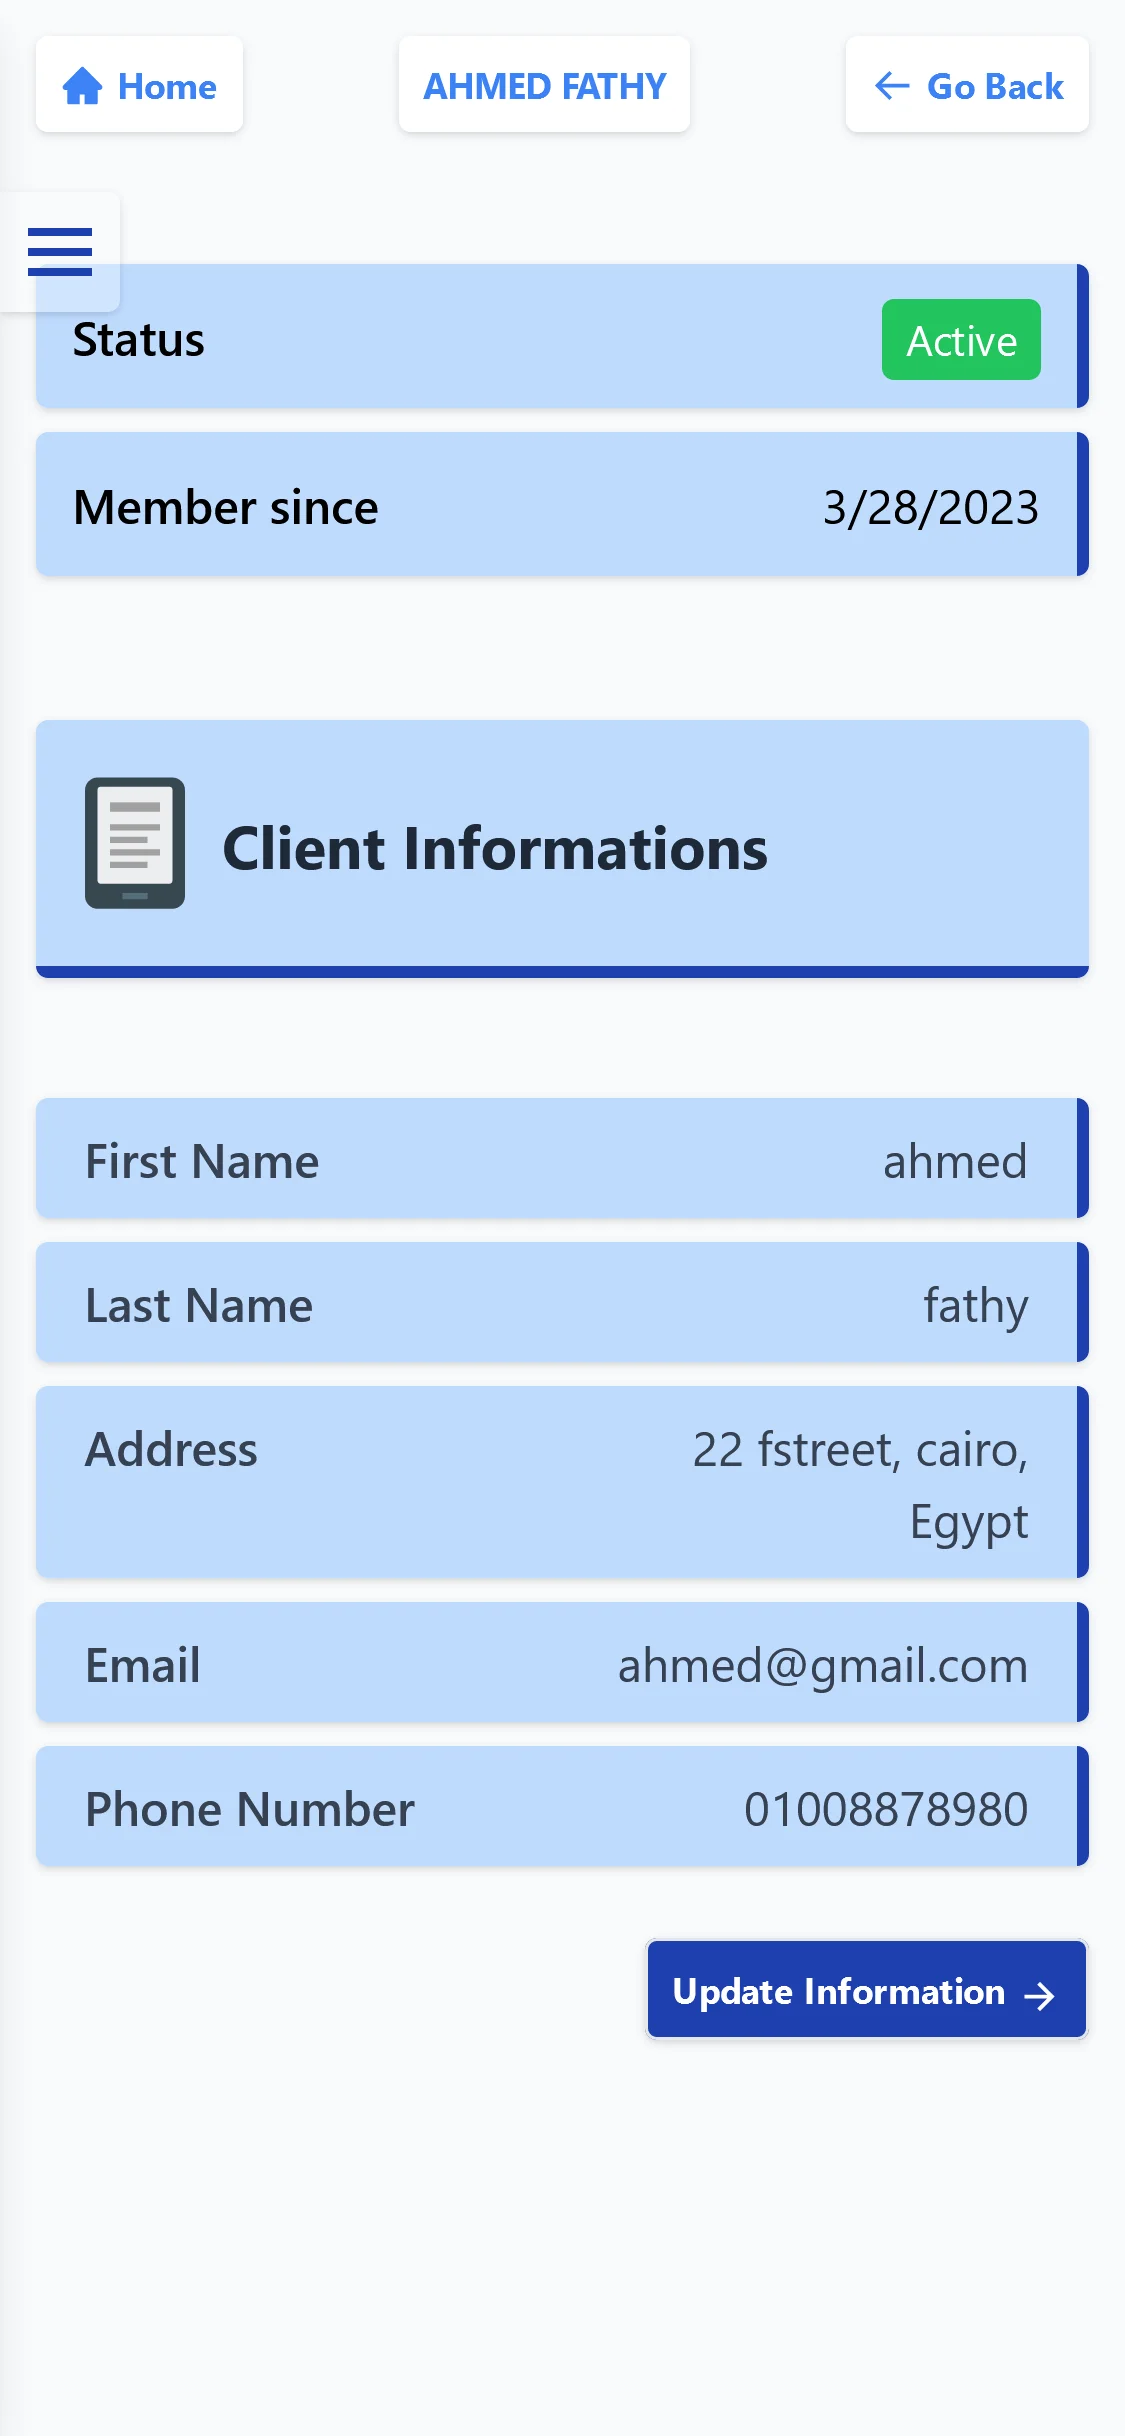 Home
AHMED FATHY
Go Back
Status
Active
Member since
3/28/2023
Client Informations
First Name
ahmed
Last Name
fathy
Address
22 fstreet, cairo,
Egypt
Email
ahmed@gmail.com
Phone Number
01008878980
Update Information